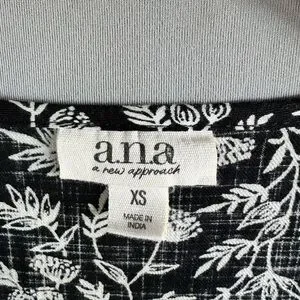 a.n.a
a new approach
XS
MADE IN
INDIA